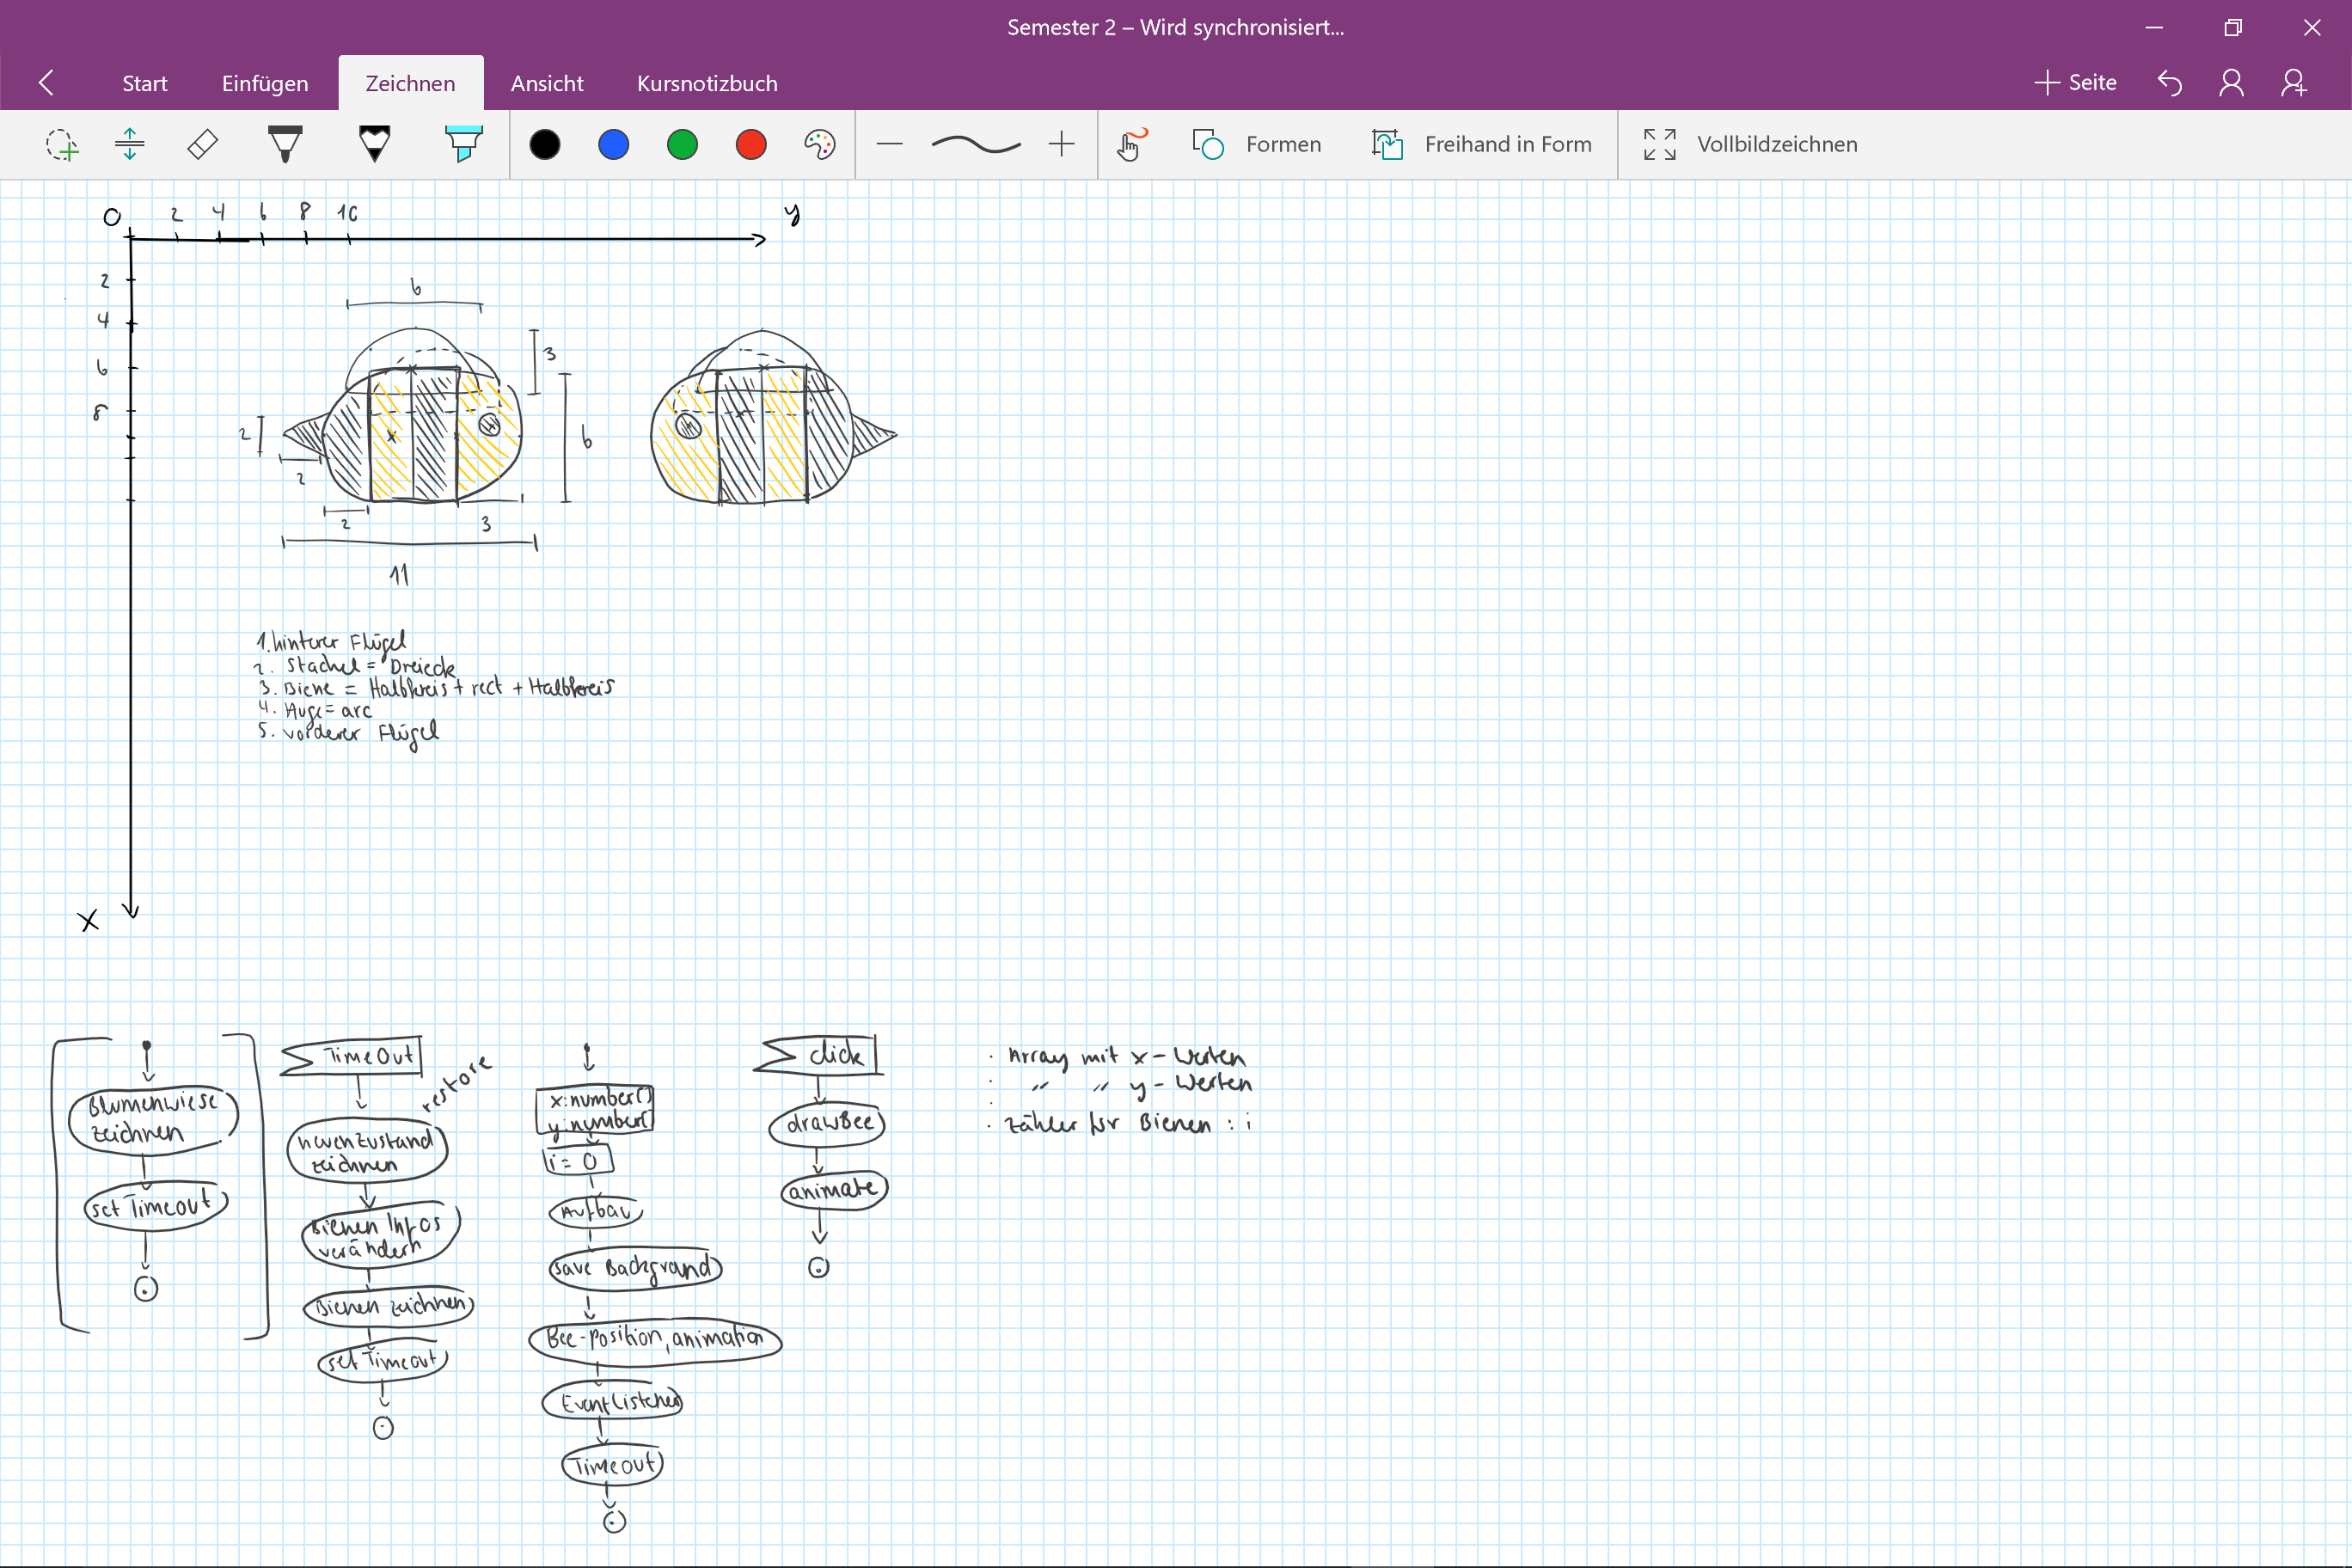 Semester 2 – Wird synchronisiert...
Start Einfügen Zeichnen Ansicht Kursnotizbuch Seite
Formen Freihand in Form Vollbildzeichnen
0 2 4 6 8 10 y
2
4
6
8
x
6
3
6
2
2
2
3
11
1. hinterer Flügel
2. Stachel = Dreieck
3. Biene = Halbkreis + rect + Halbkreis
4. Auge = arc
5. vorderer Flügel
Blumenwiese
zeichnen
set Timeout
TimeOut
restore
neuen Zustand
zeichnen
Bienen Infos
verändern
Bienen zeichnen
set Timeout
x:number[]
y:number[]
i = 0
Aufbau
save Background
Bee-position, animation
EventListener
Timeout
click
drawBee
animate
· Array mit x-Werten
· " " y-Werten
· Zähler für Bienen : i